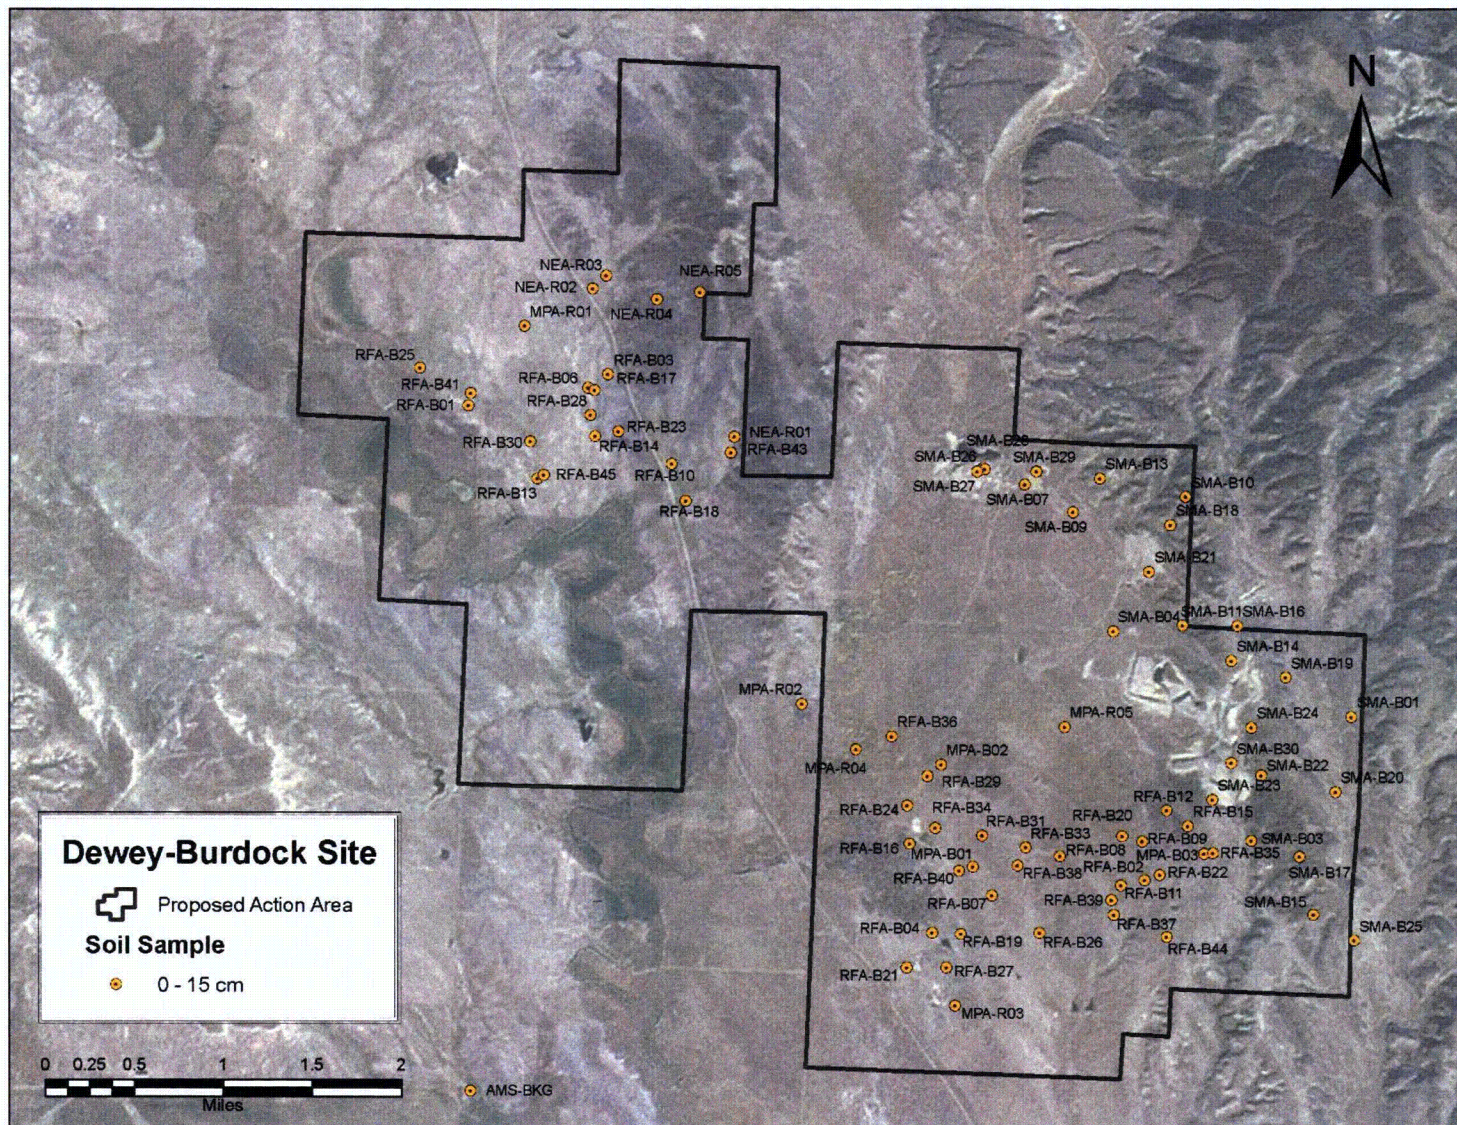 N
NEA-R03
NEA-R05
NEA-R02
MPA-R01
NEA-R04
RFA-B25
RFA-B03
RFA-B41
RFA-B06
RFA-B17
RFA-B01
RFA-B28
RFA-B23
NEA-R01
RFA-B30
RFA-B14
RFA-B43
RFA-B45
RFA-B10
RFA-B13
RFA-B18
SMA-B28
SMA-B26
SMA-B29
SMA-B13
SMA-B27
SMA-B07
SMA-B10
SMA-B09
SMA-B18
SMA-B21
SMA-B04
SMA-B11
SMA-B16
SMA-B14
SMA-B19
MPA-R02
RFA-B36
MPA-R05
SMA-B01
SMA-B24
MPA-R04
MPA-B02
SMA-B30
SMA-B22
RFA-B29
SMA-B23
SMA-B20
RFA-B24
RFA-B34
RFA-B12
RFA-B15
RFA-B31
RFA-B33
RFA-B20
RFA-B16
MPA-B01
RFA-B08
RFA-B09
SMA-B03
MPA-B03
RFA-B35
RFA-B40
RFA-B38
RFA-B02
RFA-B22
SMA-B17
RFA-B07
RFA-B39
RFA-B11
SMA-B15
RFA-B04
RFA-B19
RFA-B26
RFA-B37
RFA-B44
SMA-B25
RFA-B21
RFA-B27
MPA-R03
Dewey-Burdock Site
Proposed Action Area
Soil Sample
0 - 15 cm
0 0.25 0.5 1 1.5 2
Miles
AMS-BKG